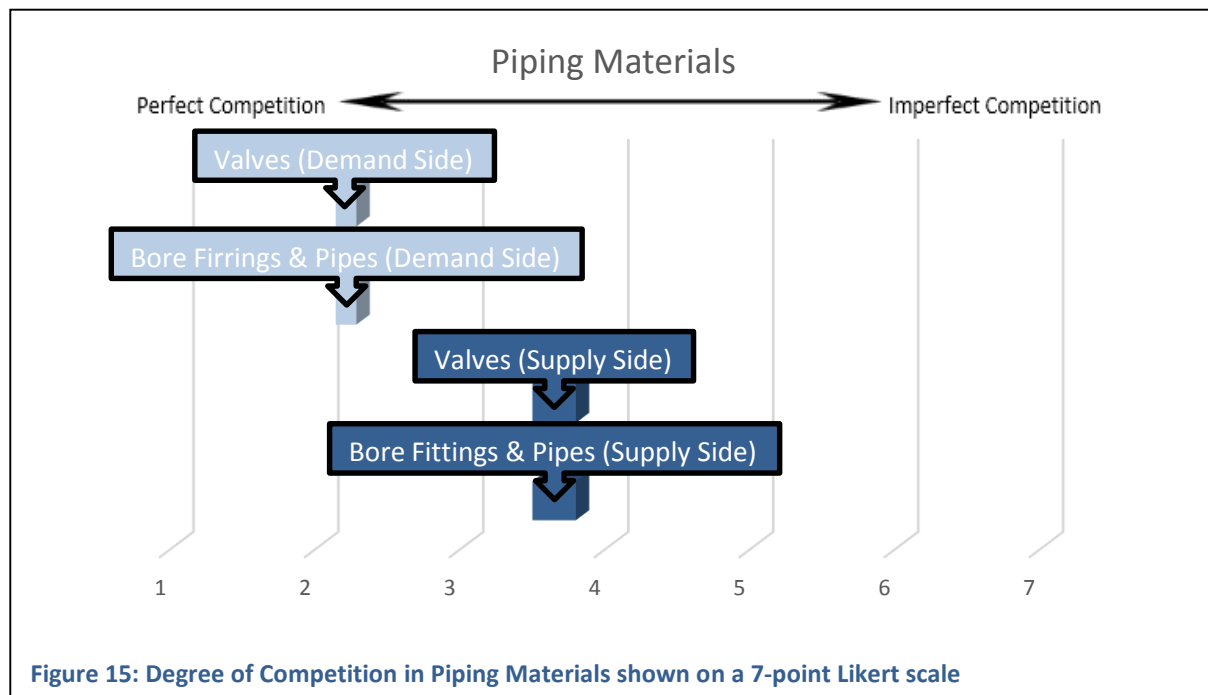 Piping Materials
Perfect Competition
Imperfect Competition
Valves (Demand Side)
Bore Firrings & Pipes (Demand Side)
Valves (Supply Side)
Bore Fittings & Pipes (Supply Side)
1 2 3 4 5 6 7
Figure 15: Degree of Competition in Piping Materials shown on a 7-point Likert scale